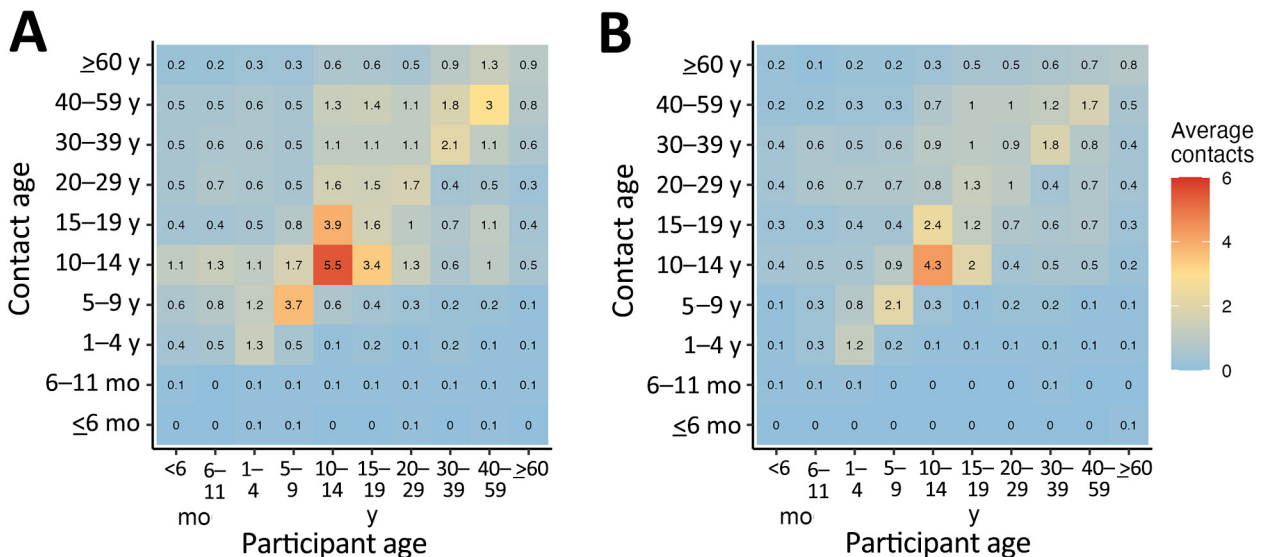 A
≥60 y 0.2 0.2 0.3 0.3 0.6 0.6 0.5 0.9 1.3 0.9
40–59 y 0.5 0.5 0.6 0.5 1.3 1.4 1.1 1.8 3 0.8
30–39 y 0.5 0.6 0.6 0.5 1.1 1.1 1.1 2.1 1.1 0.6
20–29 y 0.5 0.7 0.6 0.5 1.6 1.5 1.7 0.4 0.5 0.3
15–19 y 0.4 0.4 0.5 0.8 3.9 1.6 1 0.7 1.1 0.4
10–14 y 1.1 1.3 1.1 1.7 5.5 3.4 1.3 0.6 1 0.5
5–9 y 0.6 0.8 1.2 3.7 0.6 0.4 0.3 0.2 0.2 0.1
1–4 y 0.4 0.5 1.3 0.5 0.1 0.2 0.1 0.2 0.1 0.1
6–11 mo 0.1 0 0.1 0.1 0.1 0.1 0.1 0.1 0.1 0.1
≤6 mo 0 0 0.1 0.1 0 0 0.1 0 0.1 0
Contact age
<6 6–11 1–4 5–9 10–14 15–19 20–29 30–39 40–59 ≥60
mo y
Participant age
B
≥60 y 0.2 0.1 0.2 0.2 0.3 0.5 0.5 0.6 0.7 0.8
40–59 y 0.2 0.2 0.3 0.3 0.7 1 1 1.2 1.7 0.5
30–39 y 0.4 0.6 0.5 0.6 0.9 1 0.9 1.8 0.8 0.4
20–29 y 0.4 0.6 0.7 0.7 0.8 1.3 1 0.4 0.7 0.4
15–19 y 0.3 0.3 0.4 0.4 2.4 1.2 0.7 0.6 0.7 0.3
10–14 y 0.4 0.5 0.5 0.9 4.3 2 0.4 0.5 0.5 0.2
5–9 y 0.1 0.3 0.8 2.1 0.3 0.1 0.2 0.2 0.1 0.1
1–4 y 0.1 0.3 1.2 0.2 0.1 0.1 0.1 0.1 0.1 0.1
6–11 mo 0.1 0.1 0.1 0 0 0 0 0.1 0 0
≤6 mo 0 0 0 0 0 0 0 0 0 0.1
Contact age
<6 6–11 1–4 5–9 10–14 15–19 20–29 30–39 40–59 ≥60
mo y
Participant age
Average
contacts
6
4
2
0